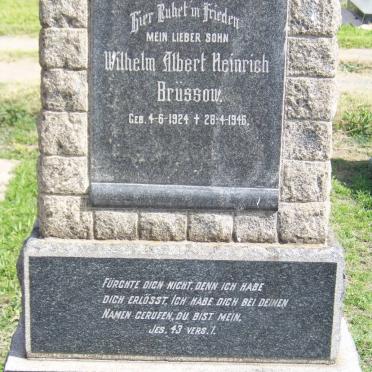 Hier Ruhet in Frieden
MEIN LIEBER SOHN
Wilhelm Albert Heinrich
Brüssow.
GEB. 4-6-1924 † 28-4-1946.
FÜRCHTE DICH NICHT, DENN ICH HABE
DICH ERLÖSST. ICH HABE DICH BEI DEINEN
NAMEN GERUFEN, DU BIST MEIN.
JES. 43 VERS. 1.